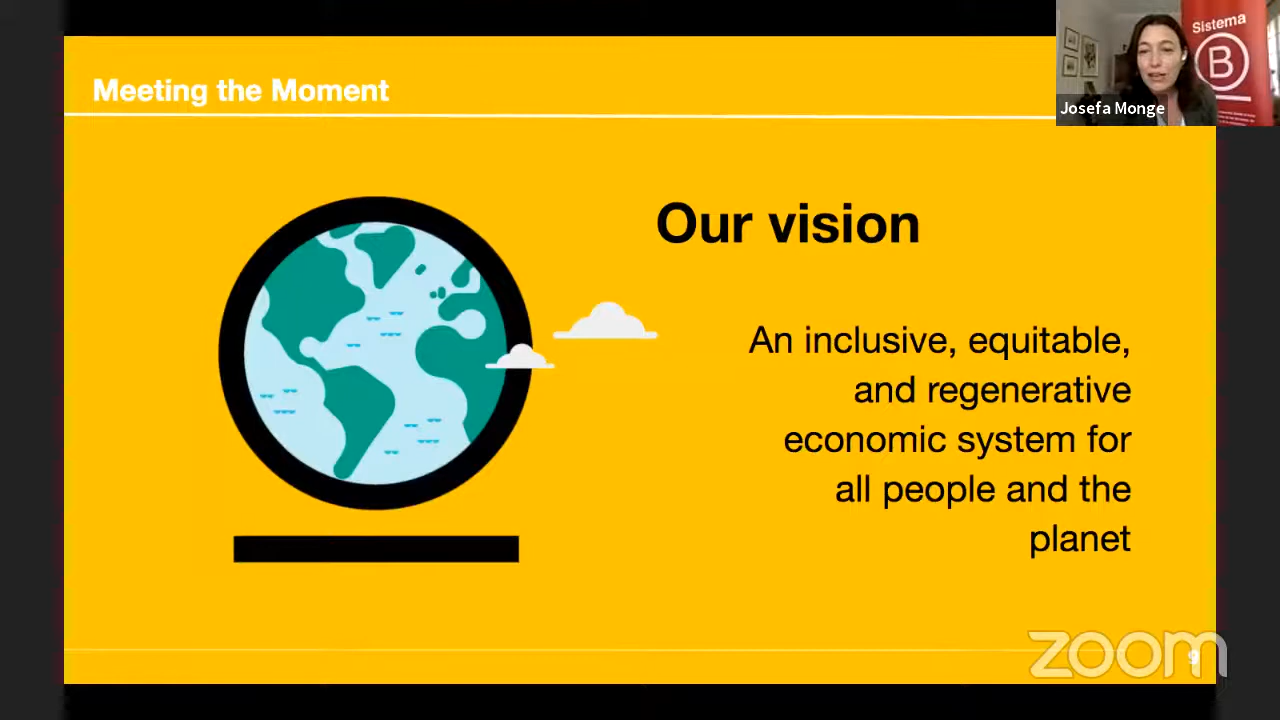 Meeting the Moment
Sistema
B
Josefa Monge
Our vision
An inclusive, equitable,
and regenerative
economic system for
all people and the
planet
zoom
9